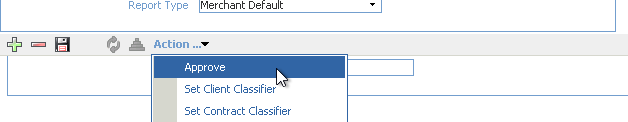 Report Type Merchant Default
Action ...
Approve
Set Client Classifier
Set Contract Classifier